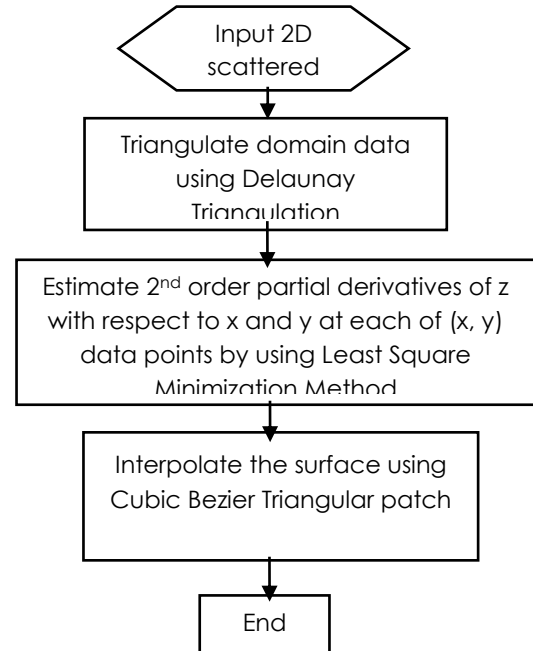 Input 2D
scattered
Triangulate domain data
using Delaunay
Triangulation
Estimate 2nd order partial derivatives of z
with respect to x and y at each of (x, y)
data points by using Least Square
Minimization Method
Interpolate the surface using
Cubic Bezier Triangular patch
End